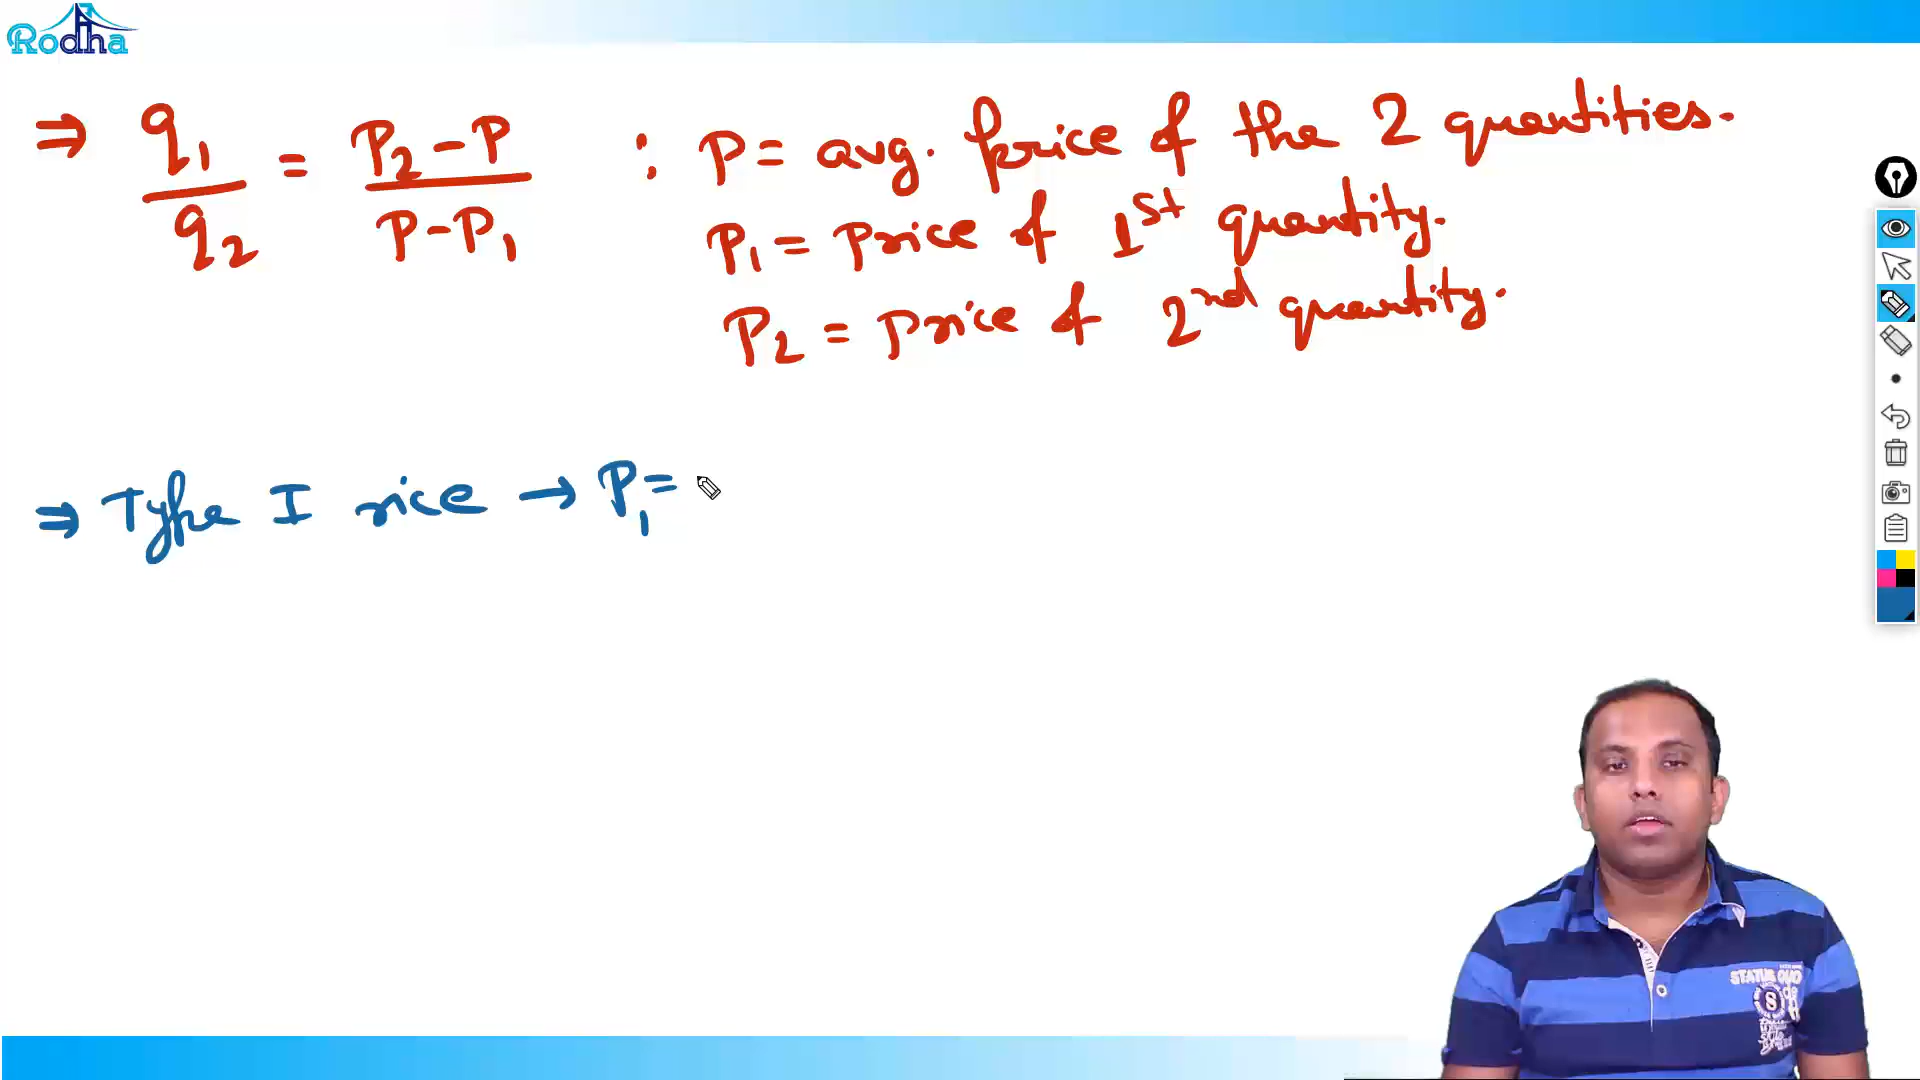 Rodha
⇒ q1/q2 = P2-P/P-P1 : P = avg. price of the 2 quantities.
P1 = Price of 1st quantity.
P2 = Price of 2nd quantity.
⇒ Type I rice → P1 =
STATUS QUO
S